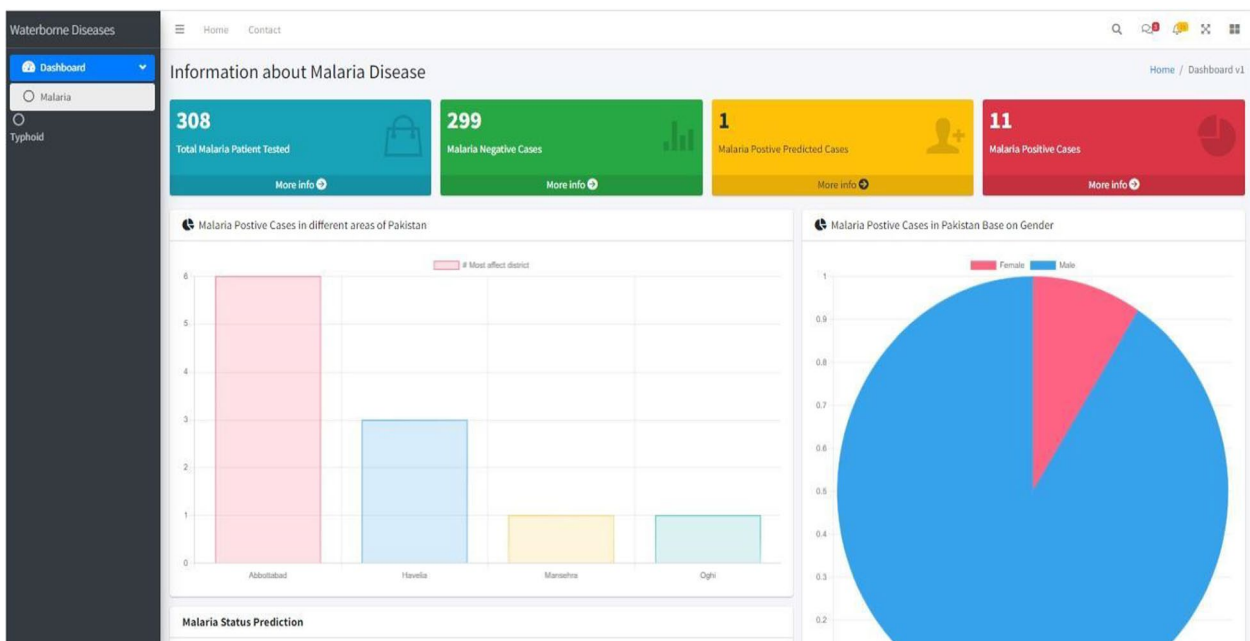 Waterborne Diseases
Home Contact
Dashboard
Malaria
Typhoid
Information about Malaria Disease
Home / Dashboard v1
308
Total Malaria Patient Tested
More info
299
Malaria Negative Cases
More info
1
Malaria Postive Predicted Cases
More info
11
Malaria Positive Cases
More info
Malaria Postive Cases in different areas of Pakistan
# Most affect district
6
5
4
3
2
1
0
Abbottabad Havelia Mansehra Oghi
Malaria Postive Cases in Pakistan Base on Gender
Female Male
1
0.9
0.8
0.7
0.6
0.5
0.4
0.3
0.2
Malaria Status Prediction